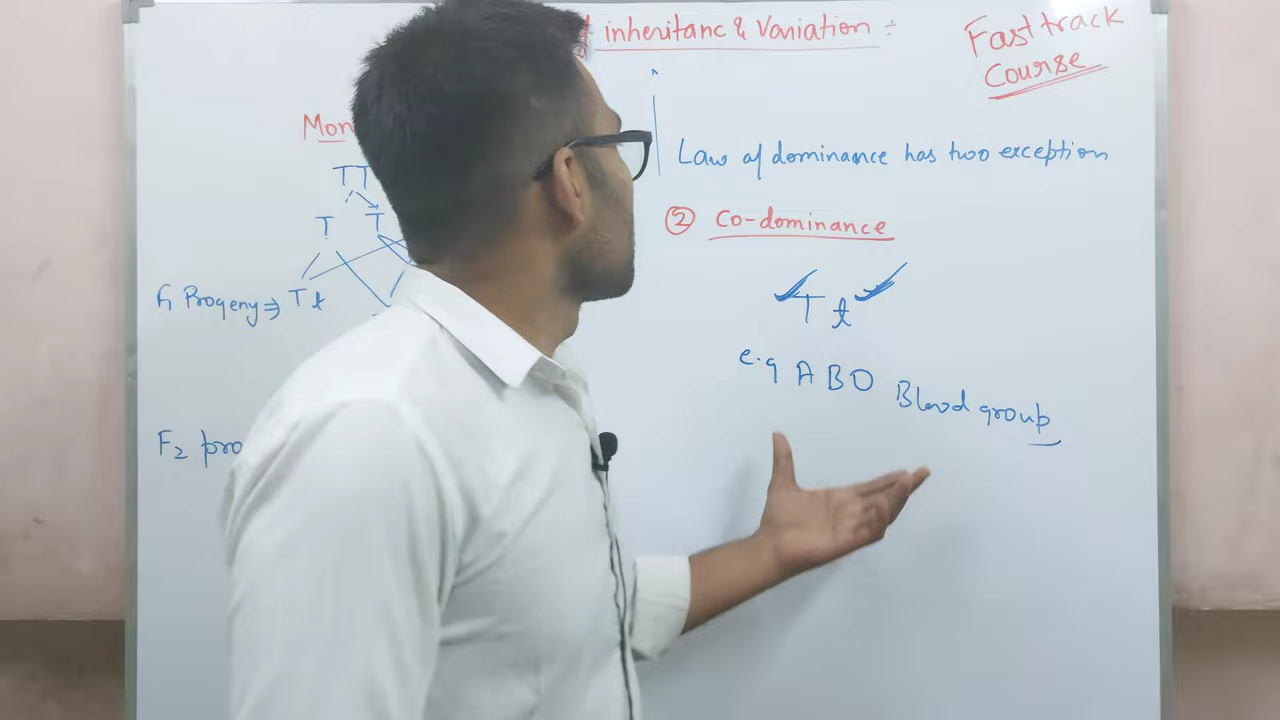 inheritanc & Variation :-
Fast track
Course
Mon
TT
T T
F1 Progeny ⇒ Tt
F2 pro
Law of dominance has two exception
② Co-dominance
T t
e.g ABO Blood group